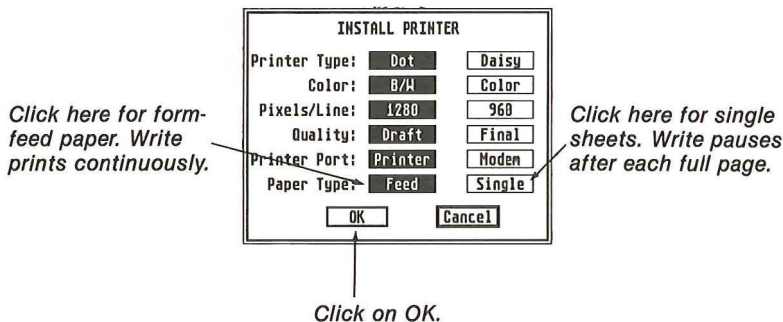 INSTALL PRINTER
Printer Type: Dot Daisy
Color: B/W Color
Pixels/Line: 1280 960
Quality: Draft Final
Printer Port: Printer Modem
Paper Type: Feed Single
OK Cancel
Click here for form-
feed paper. Write
prints continuously.
Click here for single
sheets. Write pauses
after each full page.
Click on OK.